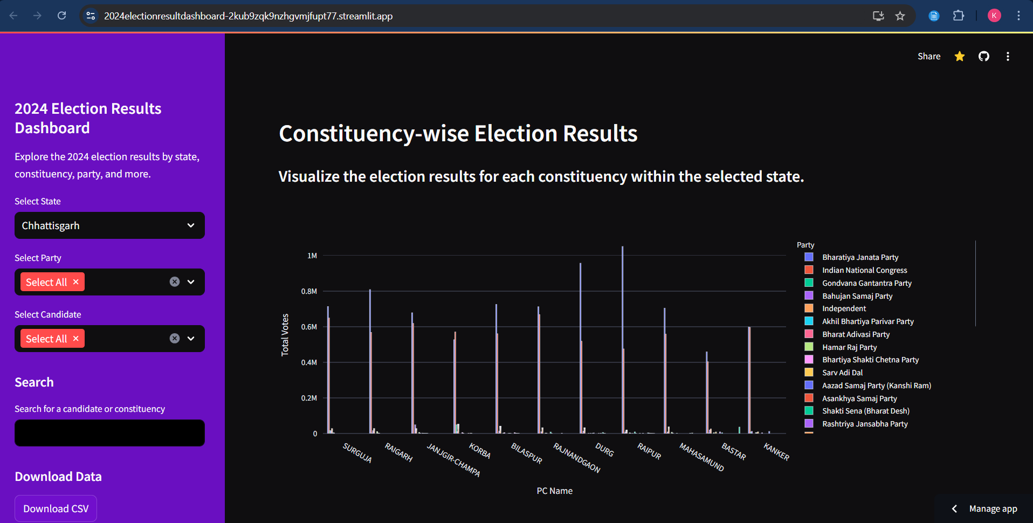 2024electionresultdashboard-2kub9zqk9nzhgvmjfupt77.streamlit.app
K
Share
2024 Election Results
Dashboard
Explore the 2024 election results by state,
constituency, party, and more.
Select State
Chhattisgarh
Select Party
Select All
Select Candidate
Select All
Search
Search for a candidate or constituency
Download Data
Download CSV
Constituency-wise Election Results
Visualize the election results for each constituency within the selected state.
Total Votes
1M
0.8M
0.6M
0.4M
0.2M
0
SURGUJA
RAIGARH
JANJGIR-CHAMPA
KORBA
BILASPUR
RAJNANDGAON
DURG
RAIPUR
MAHASAMUND
BASTAR
KANKER
PC Name
Party
Bharatiya Janata Party
Indian National Congress
Gondvana Gantantra Party
Bahujan Samaj Party
Independent
Akhil Bhartiya Parivar Party
Bharat Adivasi Party
Hamar Raj Party
Bhartiya Shakti Chetna Party
Sarv Adi Dal
Azad Samaj Party (Kanshi Ram)
Asankhya Samaj Party
Shakti Sena (Bharat Desh)
Rashtriya Jansabha Party
Manage app